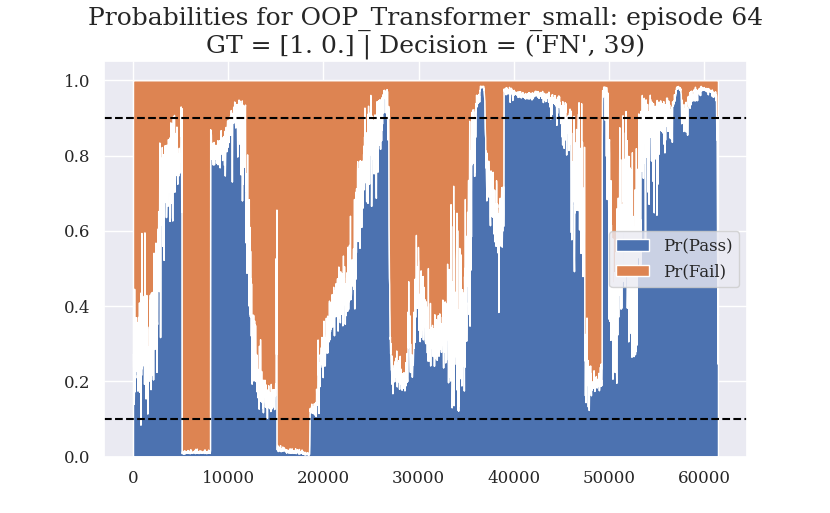 Probabilities for OOP_Transformer_small: episode 64
GT = [1. 0.] | Decision = ('FN', 39)
1.0
0.8
0.6
0.4
0.2
0.0
Pr(Pass)
Pr(Fail)
0 10000 20000 30000 40000 50000 60000